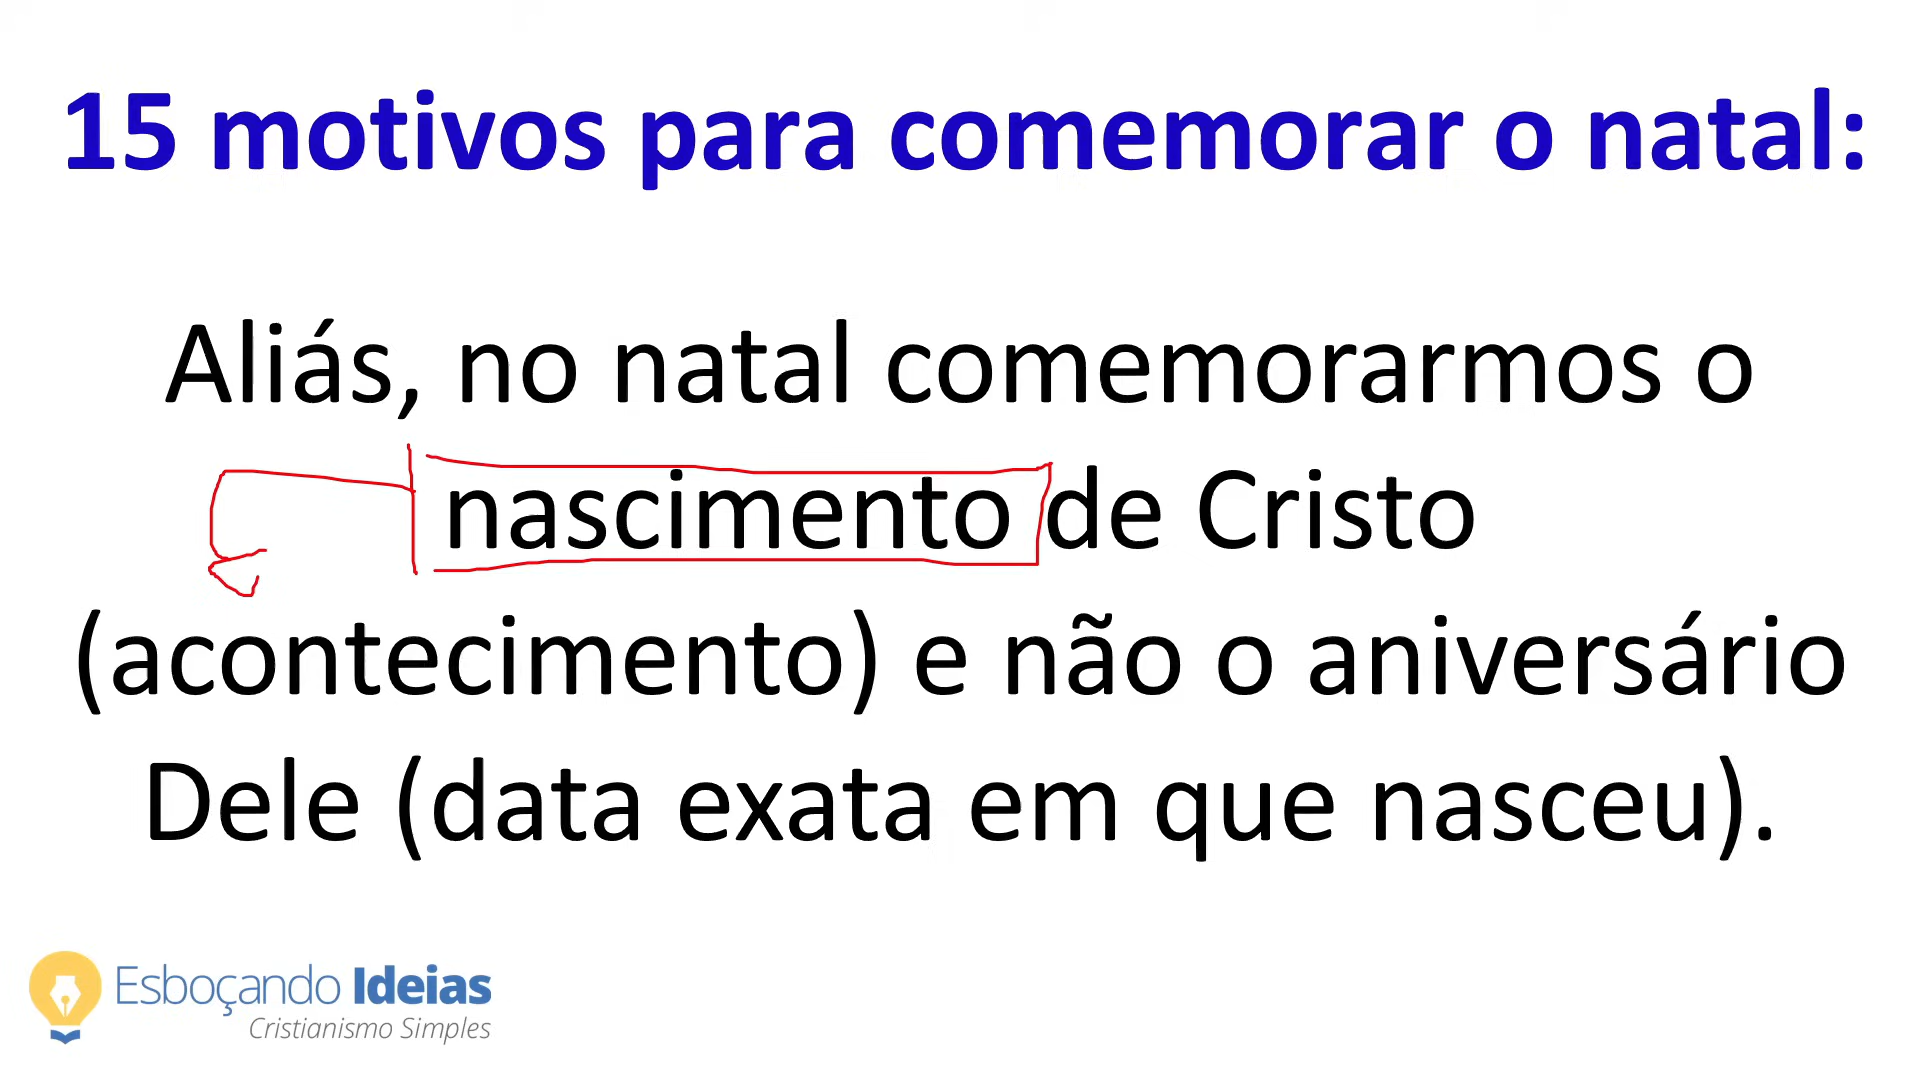 15 motivos para comemorar o natal:
Aliás, no natal comemorarmos o
nascimento de Cristo
(acontecimento) e não o aniversário
Dele (data exata em que nasceu).
Esboçando Ideias
Cristianismo Simples